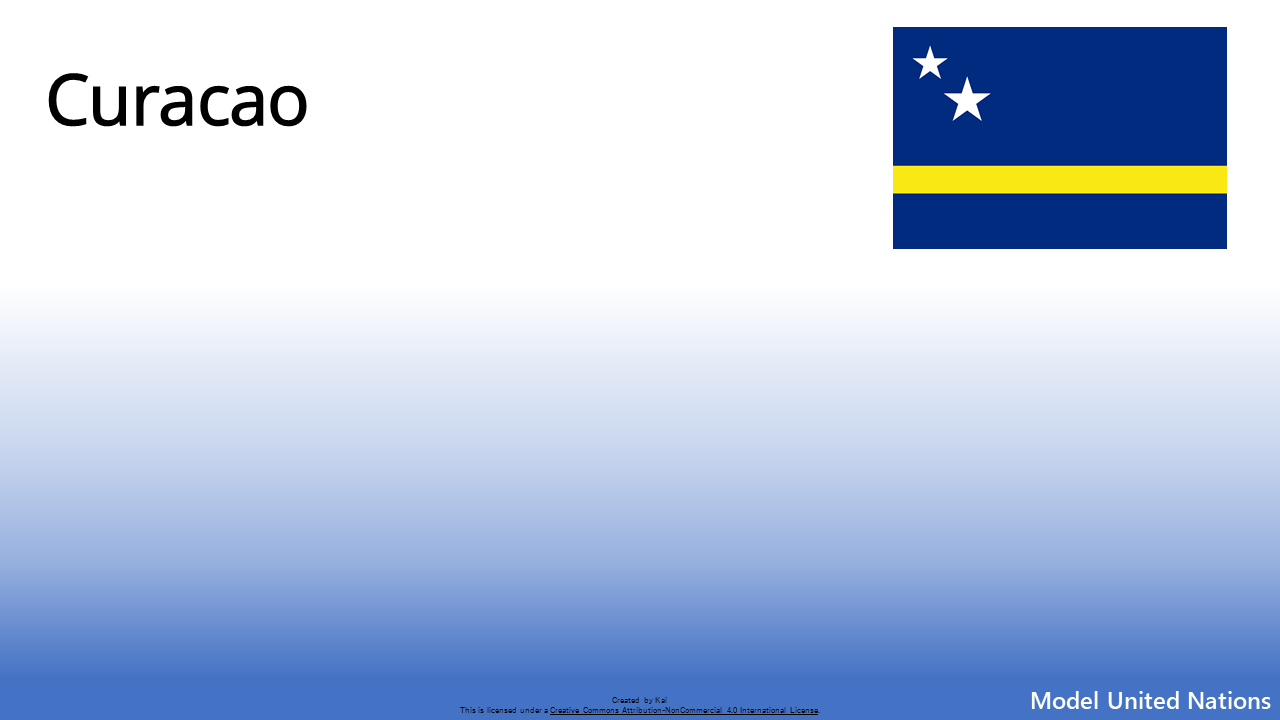 Curacao
Created by Kai
This is licensed under a Creative Commons Attribution-NonCommercial 4.0 International License.
Model United Nations